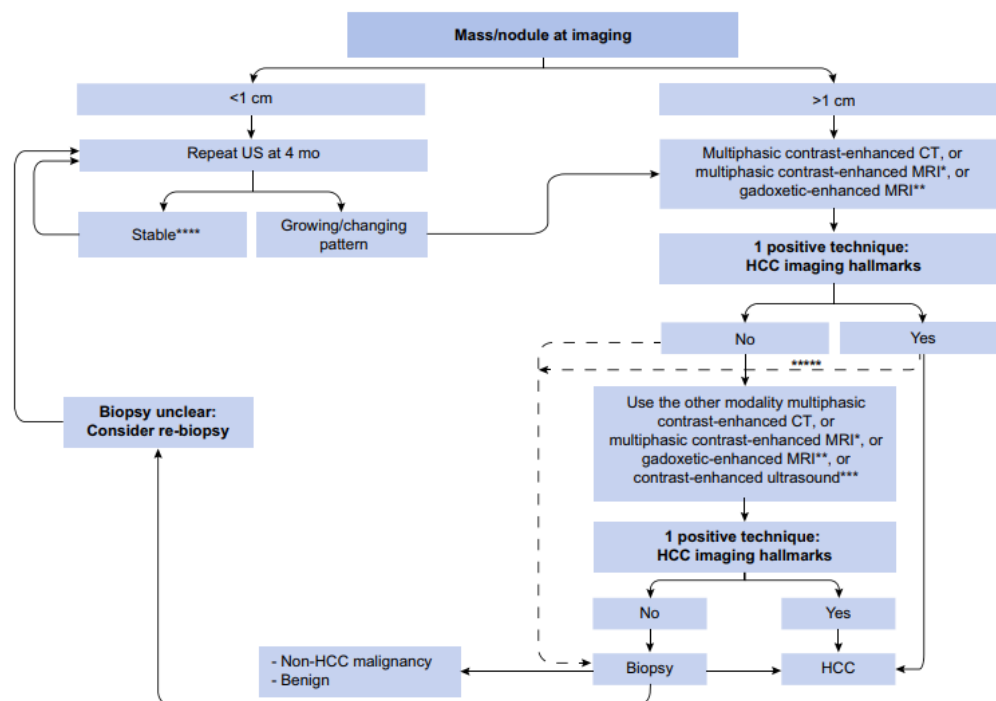 Mass/nodule at imaging
<1 cm
>1 cm
Repeat US at 4 mo
Multiphasic contrast-enhanced CT, or
multiphasic contrast-enhanced MRI*, or
gadoxetic-enhanced MRI**
Stable****
Growing/changing
pattern
1 positive technique:
HCC imaging hallmarks
No
Yes
*****
Use the other modality multiphasic
contrast-enhanced CT, or
multiphasic contrast-enhanced MRI*, or
gadoxetic-enhanced MRI**, or
contrast-enhanced ultrasound***
Biopsy unclear:
Consider re-biopsy
1 positive technique:
HCC imaging hallmarks
No
Yes
- Non-HCC malignancy
- Benign
Biopsy
HCC